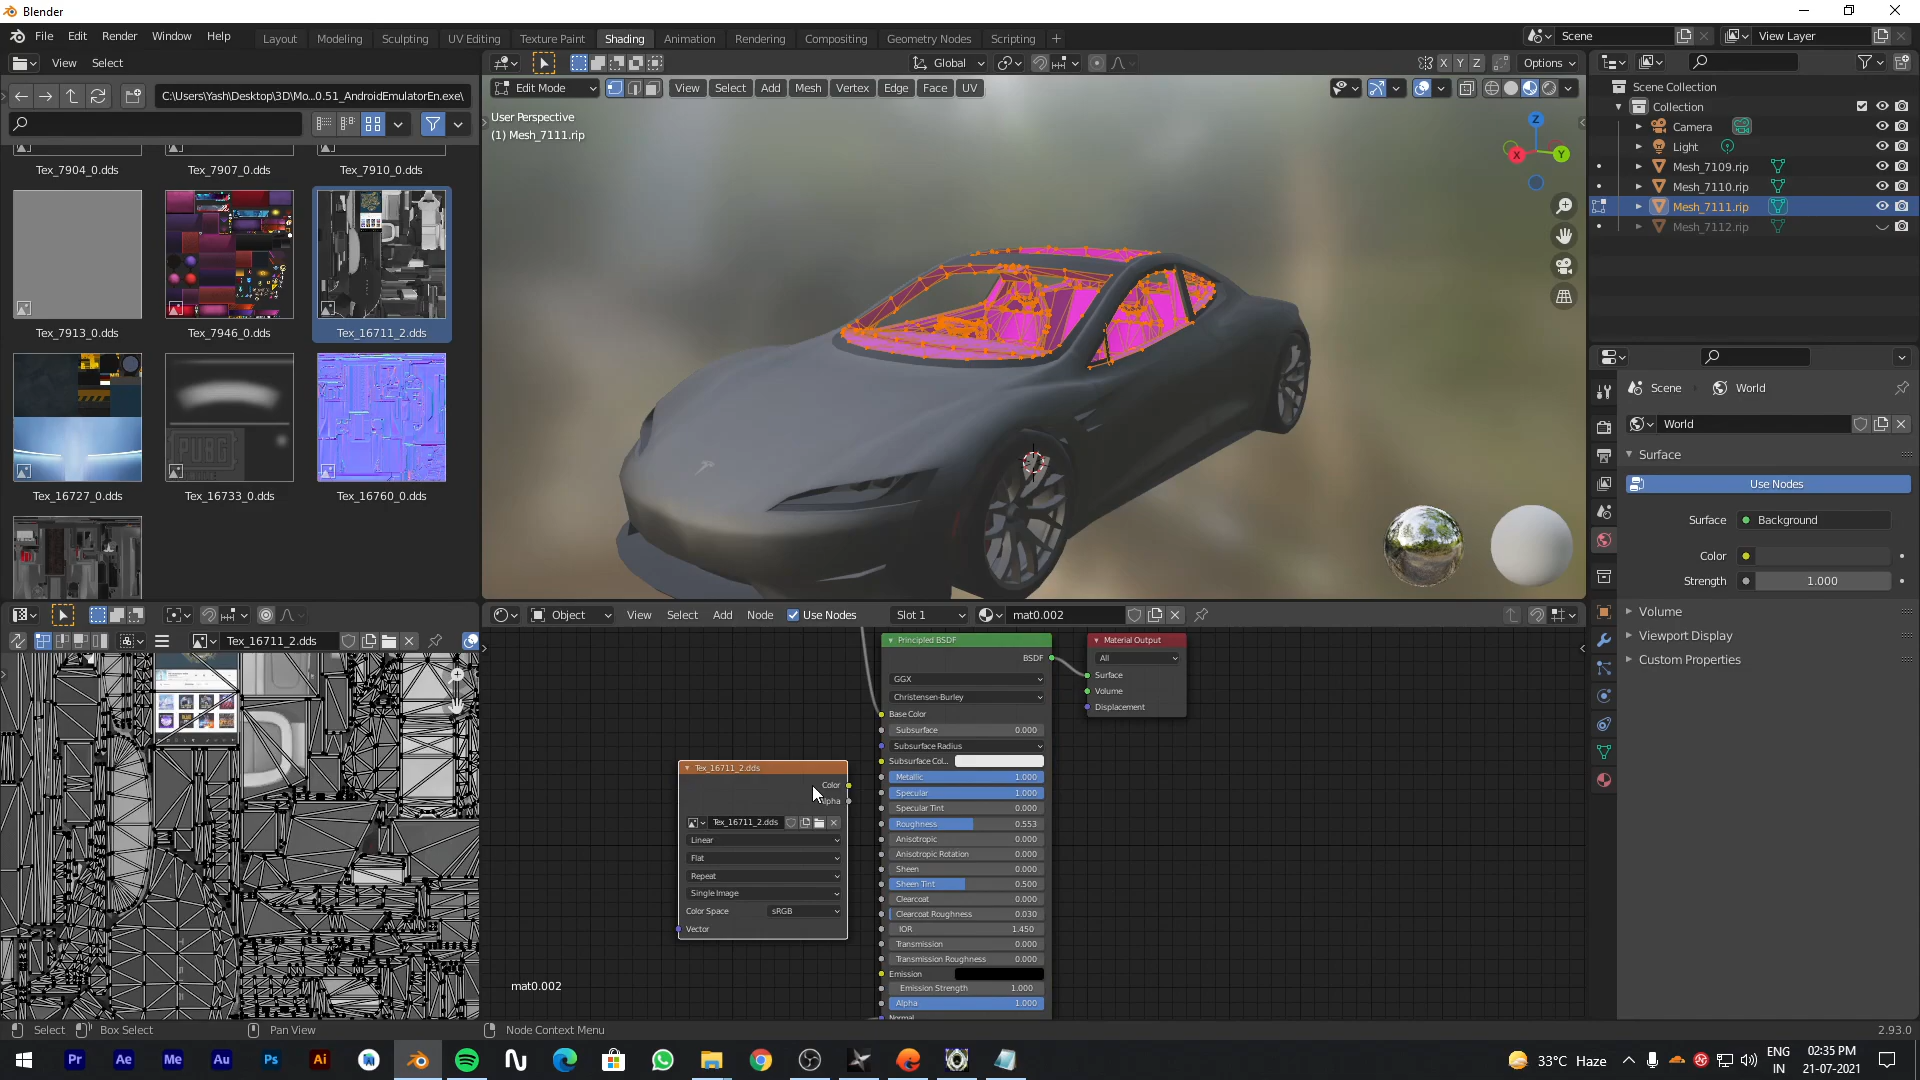 Blender
File Edit Render Window Help
Layout Modeling Sculpting UV Editing Texture Paint Shading Animation Rendering Compositing Geometry Nodes Scripting +
Scene
View Layer
View Select
Global
X Y Z
Options
C:\Users\Yash\Desktop\3D\Mo...0.51_AndroidEmulatorEn.exe\
Edit Mode
View Select Add Mesh Vertex Edge Face UV
User Perspective
(1) Mesh_7111.rip
Z
X
Y
Scene Collection
Collection
Camera
Light
Mesh_7109.rip
Mesh_7110.rip
Mesh_7111.rip
Mesh_7112.rip
Tex_7904_0.dds
Tex_7907_0.dds
Tex_7910_0.dds
Tex_7913_0.dds
Tex_7946_0.dds
Tex_16711_2.dds
PUBG
Tex_16727_0.dds
Tex_16733_0.dds
Tex_16760_0.dds
Scene
World
World
Surface
Use Nodes
Surface
Background
Color
Strength
1.000
Volume
Viewport Display
Custom Properties
Tex_16711_2.dds
Object
View Select Add Node
Use Nodes
Slot 1
mat0.002
Principled BSDF
BSDF
GGX
Christensen-Burley
Base Color
Subsurface 0.000
Subsurface Radius
Subsurface Col...
Metallic 1.000
Specular 1.000
Specular Tint 0.000
Roughness 0.553
Anisotropic 0.000
Anisotropic Rotation 0.000
Sheen 0.000
Sheen Tint 0.500
Clearcoat 0.000
Clearcoat Roughness 0.030
IOR 1.450
Transmission 0.000
Transmission Roughness 0.000
Emission
Emission Strength 1.000
Alpha 1.000
Normal
Material Output
All
Surface
Volume
Displacement
Tex_16711_2.dds
Color
Alpha
Tex_16711_2.dds
Linear
Flat
Repeat
Single Image
Color Space sRGB
Vector
mat0.002
Select
Box Select
Pan View
Node Context Menu
2.93.0
Pr Ae Me Au Ps Ai
33°C Haze
ENG
IN
02:35 PM
21-07-2021